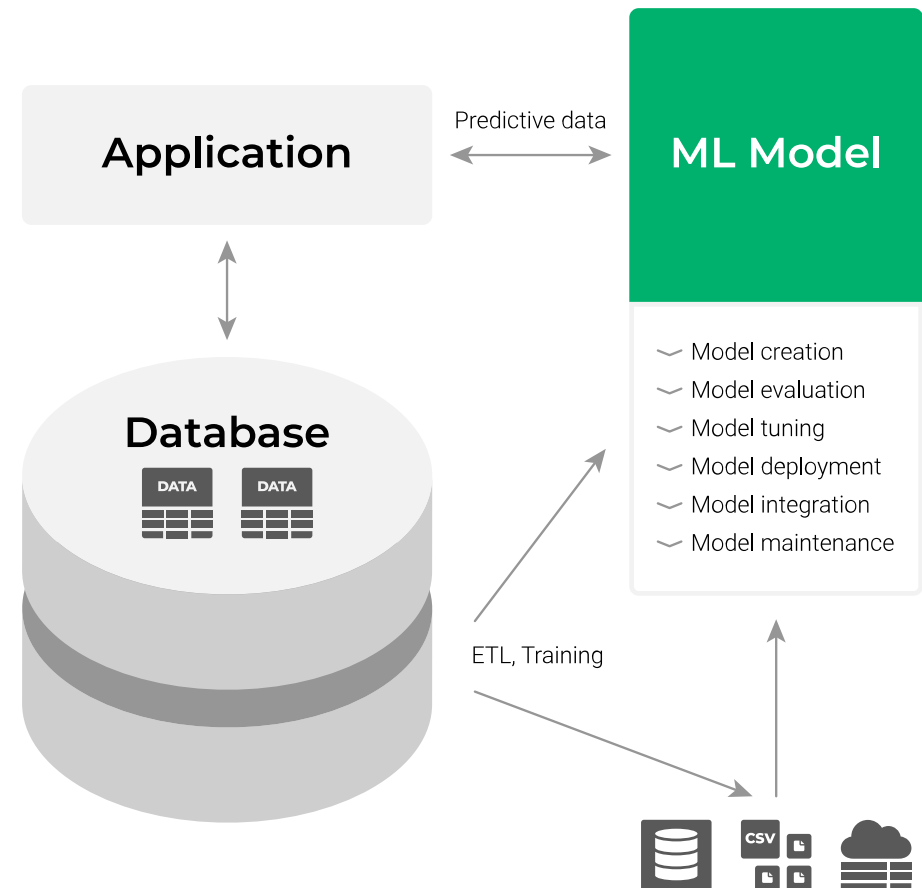 Application
Predictive data
ML Model
Database
DATA
DATA
Model creation
Model evaluation
Model tuning
Model deployment
Model integration
Model maintenance
ETL, Training
CSV